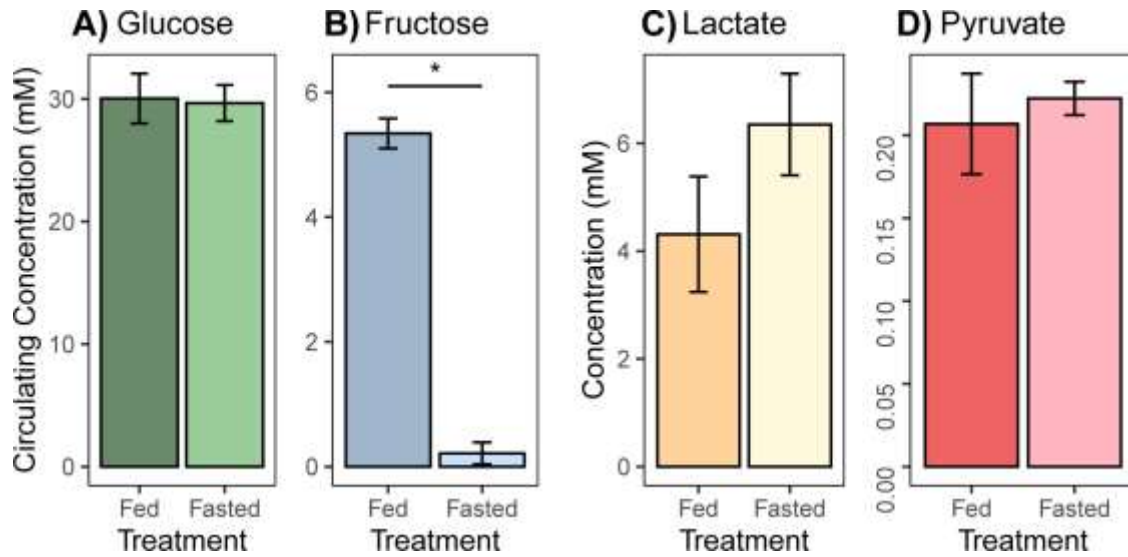 A) Glucose
B) Fructose
C) Lactate
D) Pyruvate
Circulating Concentration (mM)
30
20
10
0
Fed
Fasted
Treatment
*
6
4
2
0
Fed
Fasted
Treatment
Concentration (mM)
6
4
2
0
Fed
Fasted
Treatment
0.20
0.15
0.10
0.05
0.00
Fed
Fasted
Treatment